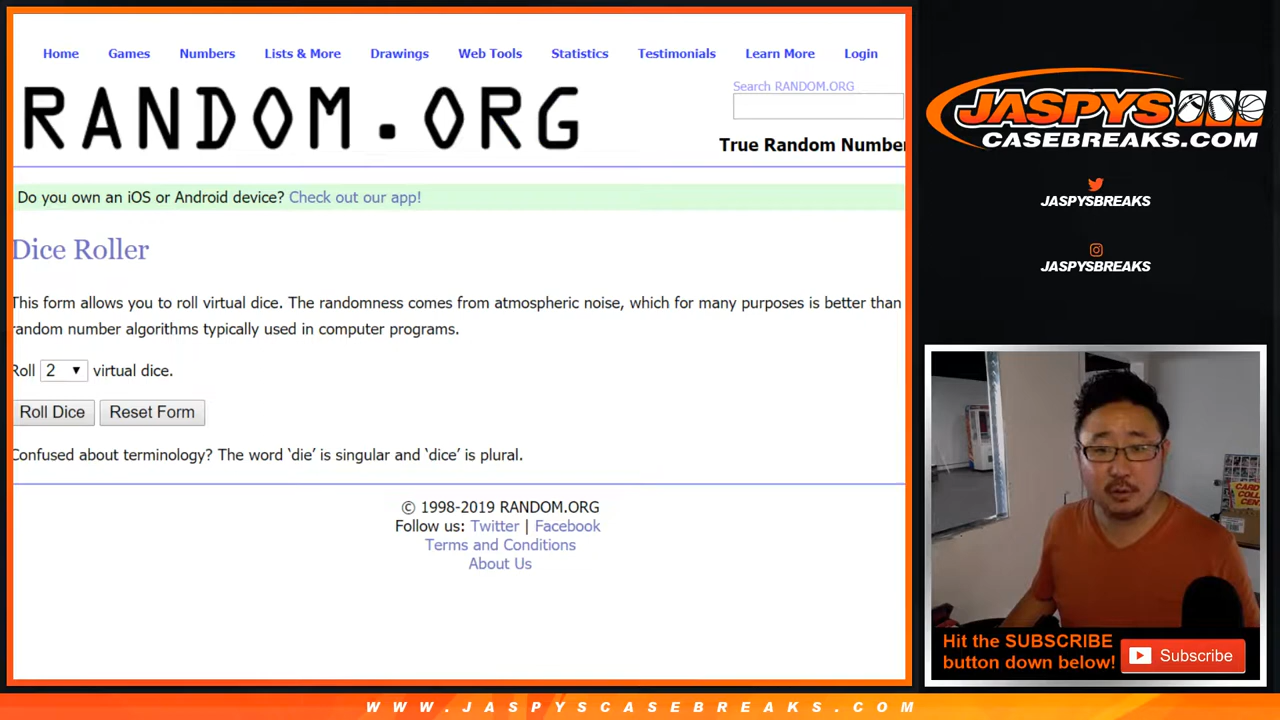 Home Games Numbers Lists & More Drawings Web Tools Statistics Testimonials Learn More Login
RANDOM.ORG
Search RANDOM.ORG
True Random Number
Do you own an iOS or Android device? Check out our app!
Dice Roller
This form allows you to roll virtual dice. The randomness comes from atmospheric noise, which for many purposes is better than
random number algorithms typically used in computer programs.
Roll 2 virtual dice.
Roll Dice Reset Form
Confused about terminology? The word ‘die’ is singular and ‘dice’ is plural.
© 1998-2019 RANDOM.ORG
Follow us: Twitter | Facebook
Terms and Conditions
About Us
JASPYS
CASEBREAKS.COM
JASPYSBREAKS
JASPYSBREAKS
Hit the SUBSCRIBE
button down below!
Subscribe
WWW.JASPYSCASEBREAKS.COM